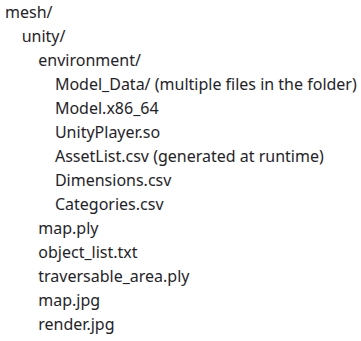 mesh/
unity/
environment/
Model_Data/ (multiple files in the folder)
Model.x86_64
UnityPlayer.so
AssetList.csv (generated at runtime)
Dimensions.csv
Categories.csv
map.ply
object_list.txt
traversable_area.ply
map.jpg
render.jpg